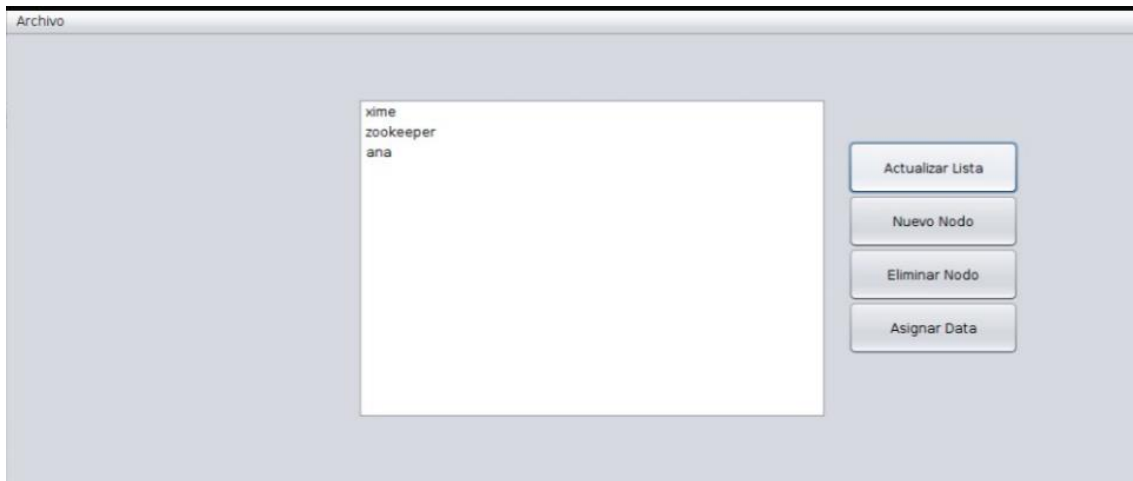 Archivo
xime
zookeeper
ana
Actualizar Lista
Nuevo Nodo
Eliminar Nodo
Asignar Data